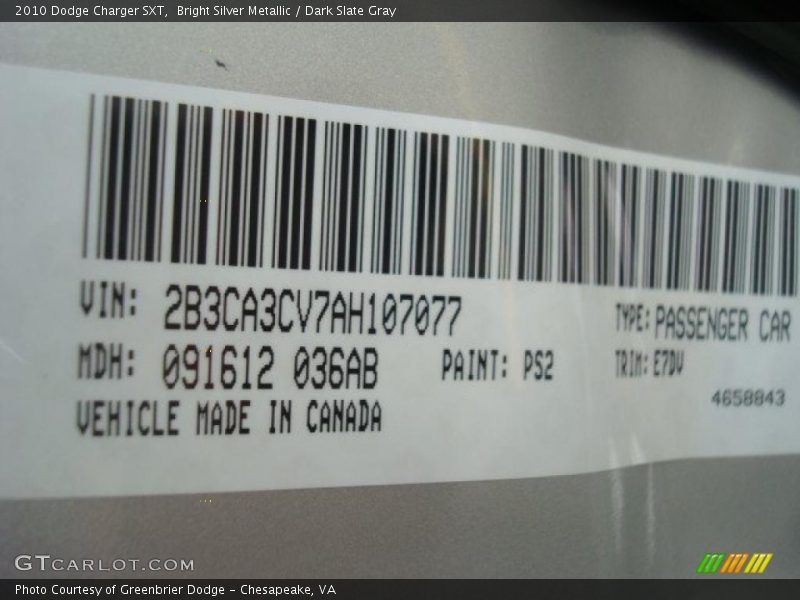 2010 Dodge Charger SXT,  Bright Silver Metallic / Dark Slate Gray
VIN: 2B3CA3CV7AH107077 TYPE: PASSENGER CAR
MDH: 091612 036AB PAINT: PS2 TRIM: E7DV
VEHICLE MADE IN CANADA 4658843
GTCARLOT.COM
Photo Courtesy of Greenbrier Dodge - Chesapeake, VA